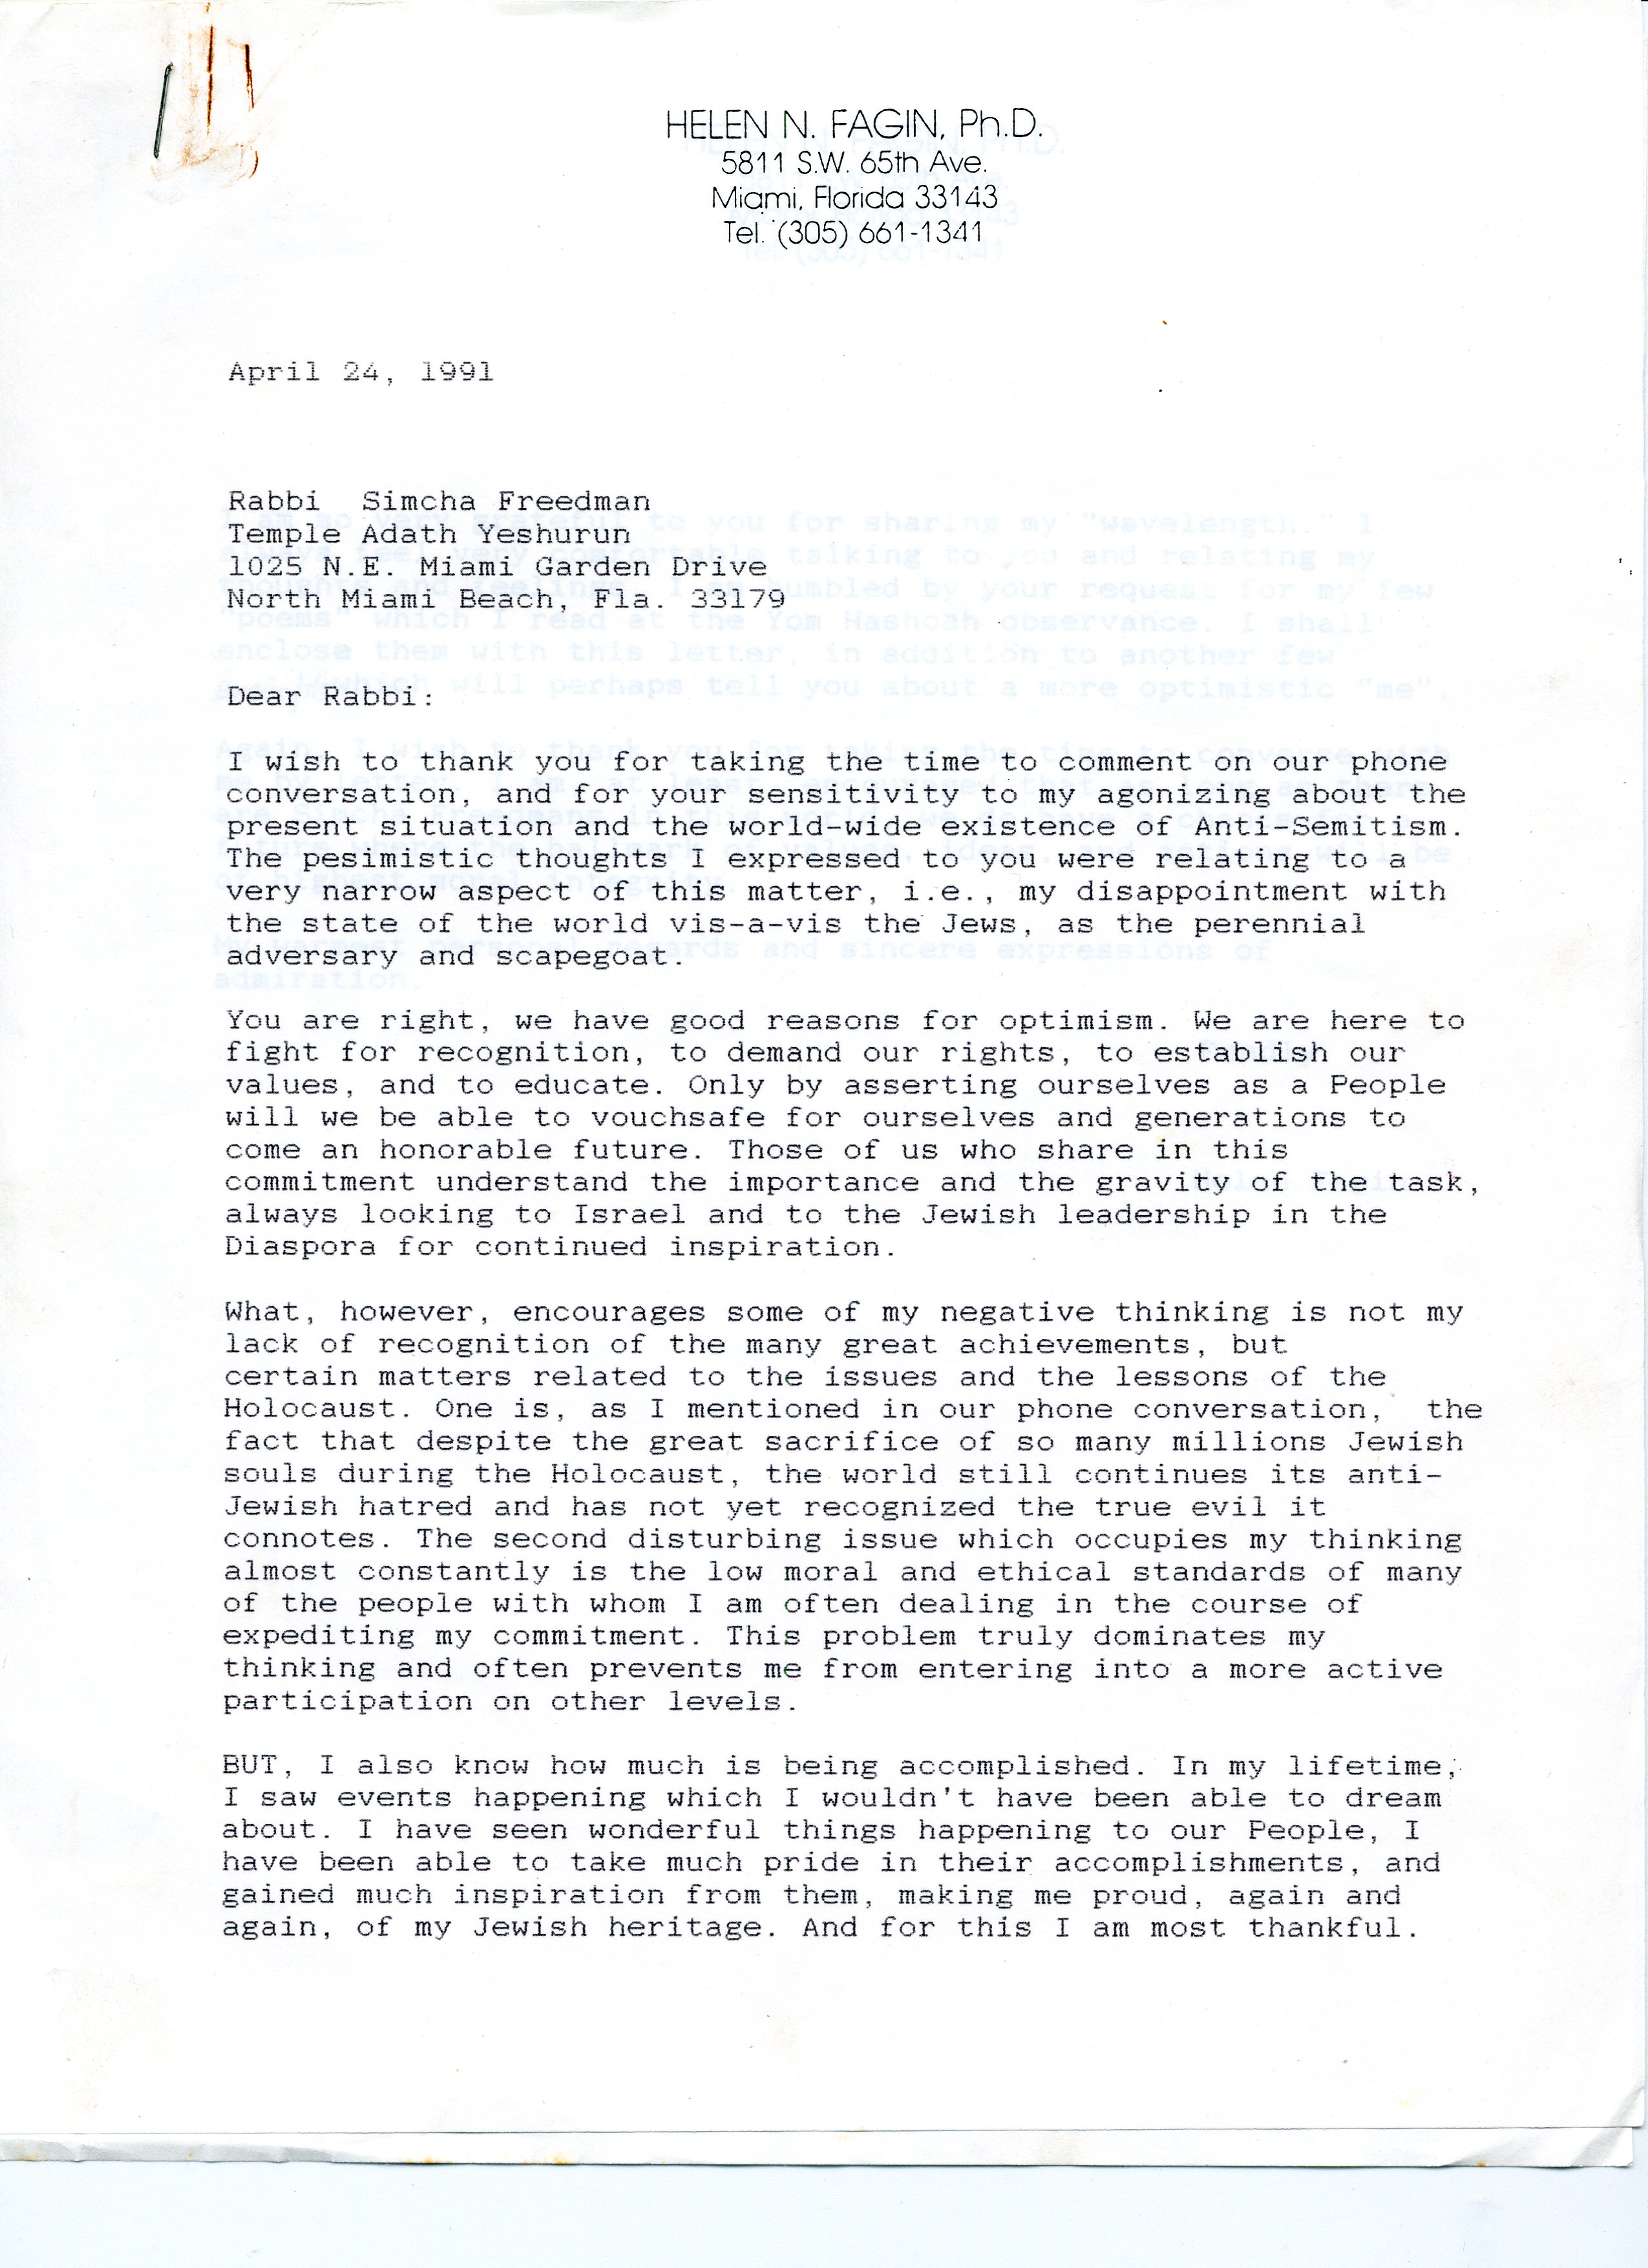 HELEN N. FAGIN, Ph.D.
5811 S.W. 65th Ave.
Miami, Florida 33143
Tel. (305) 661-1341
April 24, 1991
Rabbi  Simcha Freedman
Temple Adath Yeshurun
1025 N.E. Miami Garden Drive
North Miami Beach, Fla. 33179
Dear Rabbi:
I wish to thank you for taking the time to comment on our phone
conversation, and for your sensitivity to my agonizing about the
present situation and the world-wide existence of Anti-Semitism.
The pesimistic thoughts I expressed to you were relating to a
very narrow aspect of this matter, i.e., my disappointment with
the state of the world vis-a-vis the Jews, as the perennial
adversary and scapegoat.
You are right, we have good reasons for optimism. We are here to
fight for recognition, to demand our rights, to establish our
values, and to educate. Only by asserting ourselves as a People
will we be able to vouchsafe for ourselves and generations to
come an honorable future. Those of us who share in this
commitment understand the importance and the gravity of the task,
always looking to Israel and to the Jewish leadership in the
Diaspora for continued inspiration.
What, however, encourages some of my negative thinking is not my
lack of recognition of the many great achievements, but
certain matters related to the issues and the lessons of the
Holocaust. One is, as I mentioned in our phone conversation,  the
fact that despite the great sacrifice of so many millions Jewish
souls during the Holocaust, the world still continues its anti-
Jewish hatred and has not yet recognized the true evil it
connotes. The second disturbing issue which occupies my thinking
almost constantly is the low moral and ethical standards of many
of the people with whom I am often dealing in the course of
expediting my commitment. This problem truly dominates my
thinking and often prevents me from entering into a more active
participation on other levels.
BUT, I also know how much is being accomplished. In my lifetime,
I saw events happening which I wouldn't have been able to dream
about. I have seen wonderful things happening to our People, I
have been able to take much pride in their accomplishments, and
gained much inspiration from them, making me proud, again and
again, of my Jewish heritage. And for this I am most thankful.